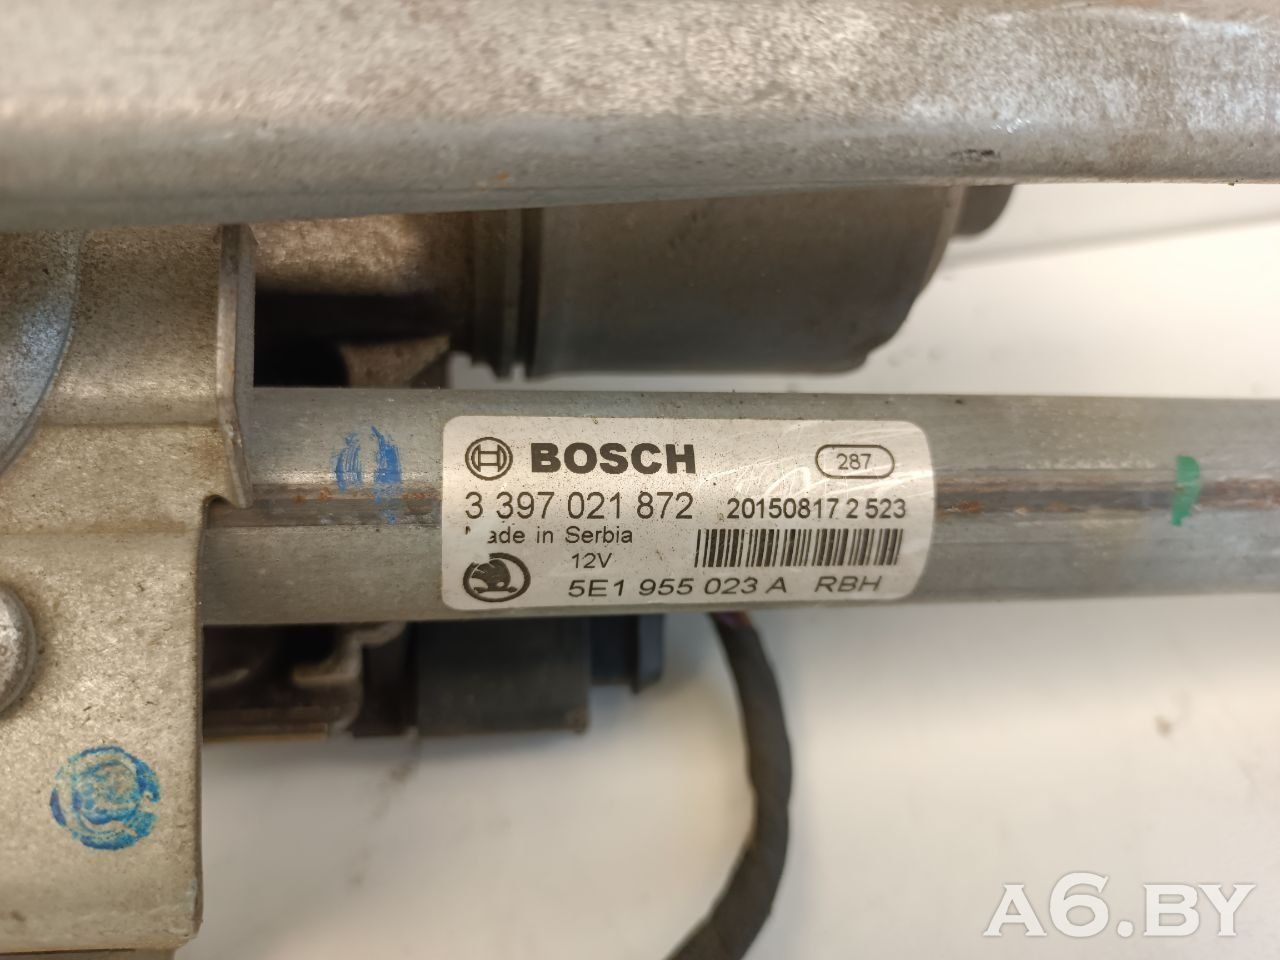 BOSCH
287
3 397 021 872
20150817 2 523
ade in Serbia
12V
5E1 955 023 A RBH
A6.BY